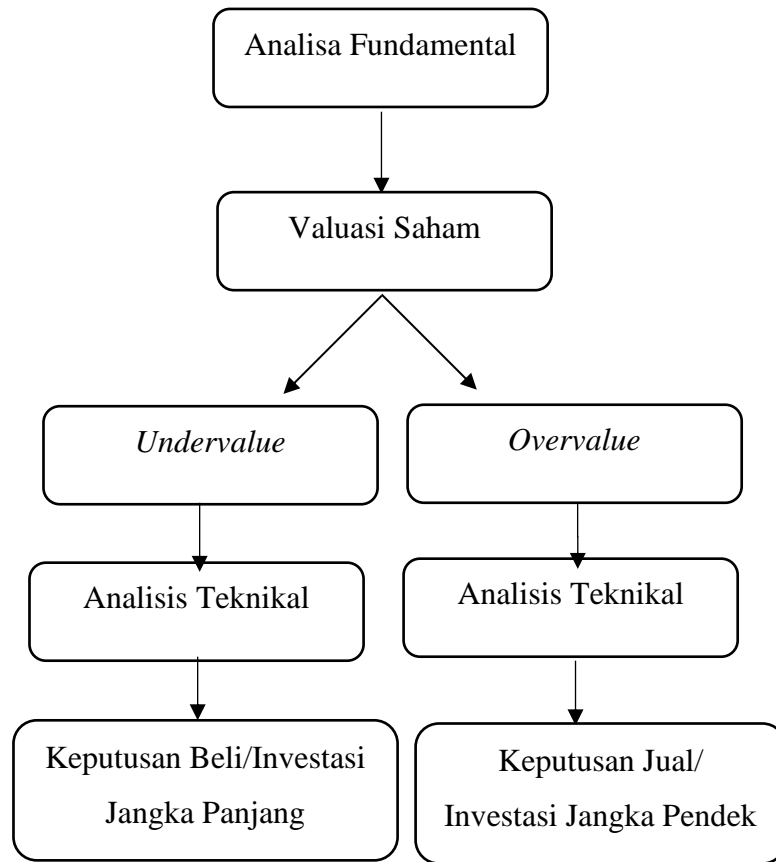 Analisa Fundamental
Valuasi Saham
Undervalue
Overvalue
Analisis Teknikal
Analisis Teknikal
Keputusan Beli/Investasi
Jangka Panjang
Keputusan Jual/
Investasi Jangka Pendek